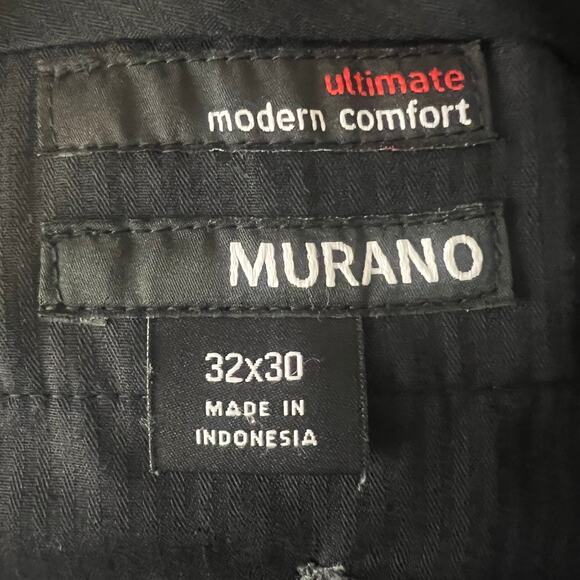 ultimate
modern comfort
MURANO
32x30
MADE IN
INDONESIA